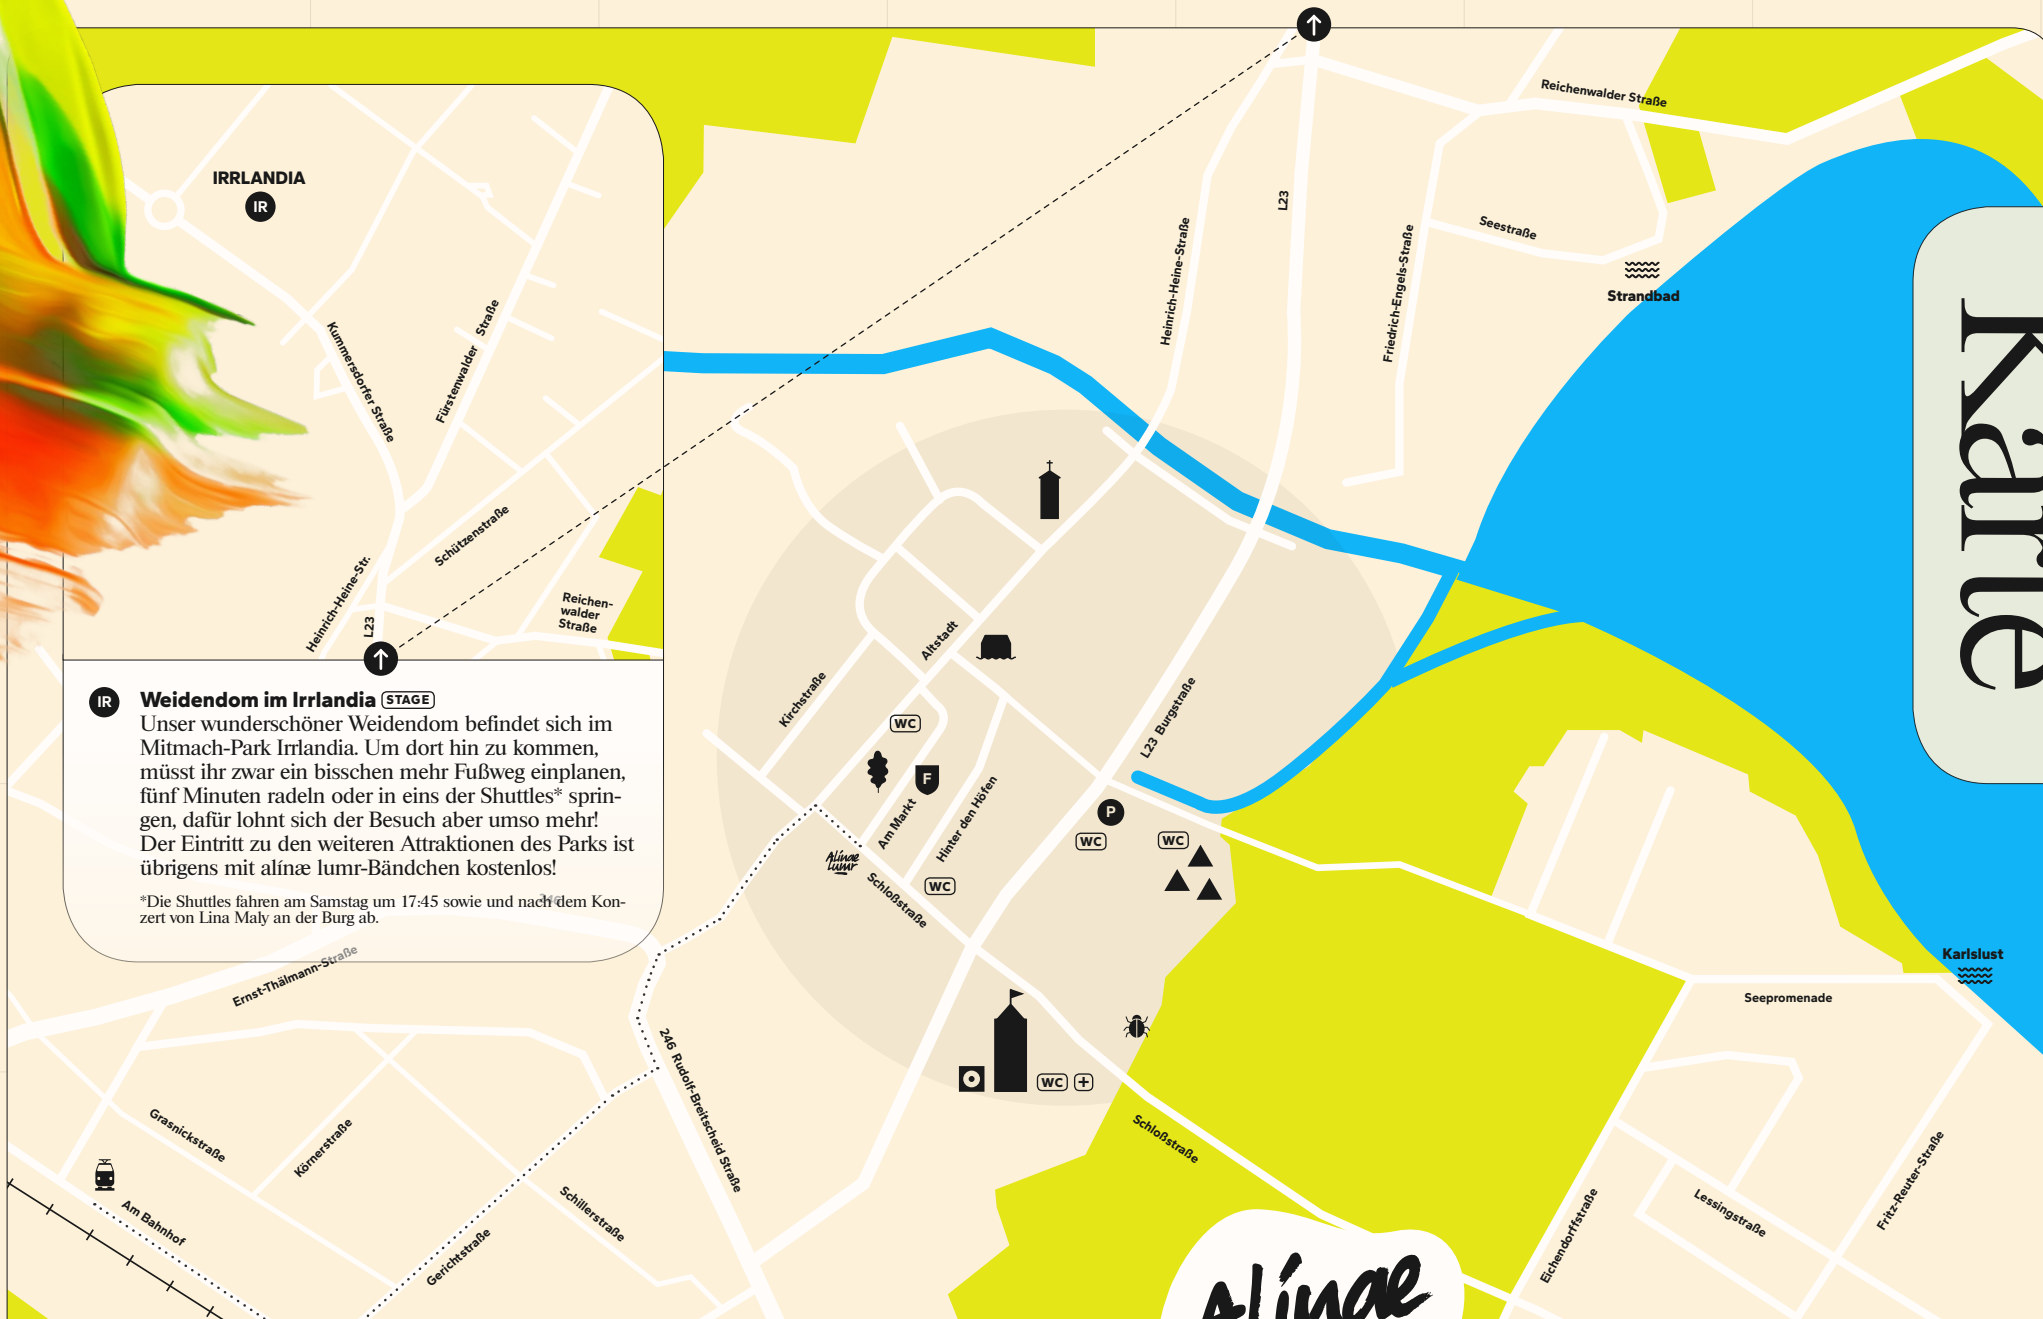 IRRLANDIA
IR
Kummersdorfer Straße
Fürstenwalder Straße
Schützenstraße
Heinrich-Heine-Str.
L23
Reichen-
walder
Straße
IR
Weidendom im Irrlandia STAGE
Unser wunderschöner Weidendom befindet sich im
Mitmach-Park Irrlandia. Um dort hin zu kommen,
müsst ihr zwar ein bisschen mehr Fußweg einplanen,
fünf Minuten radeln oder in eins der Shuttles* sprin-
gen, dafür lohnt sich der Besuch aber umso mehr!
Der Eintritt zu den weiteren Attraktionen des Parks ist
übrigens mit alínæ lumr-Bändchen kostenlos!
*Die Shuttles fahren am Samstag um 17:45 sowie und nach dem Kon-
zert von Lina Maly an der Burg ab.
Reichenwalder Straße
L23
Heinrich-Heine-Straße
Friedrich-Engels-Straße
Seestraße
Strandbad
Karte
Altstadt
Kirchstraße
WC
F
Am Markt
Hinter den Höfen
L23 Burgstraße
P
WC
WC
Alínae
lumr
Schloßstraße
WC
WC
Karlslust
Seepromenade
Ernst-Thälmann-Straße
246 Rudolf-Breitscheid Straße
Grasnickstraße
Körnerstraße
Am Bahnhof
Schillerstraße
Gerichtstraße
Schloßstraße
Eichendorffstraße
Lessingstraße
Fritz-Reuter-Straße
Alínae